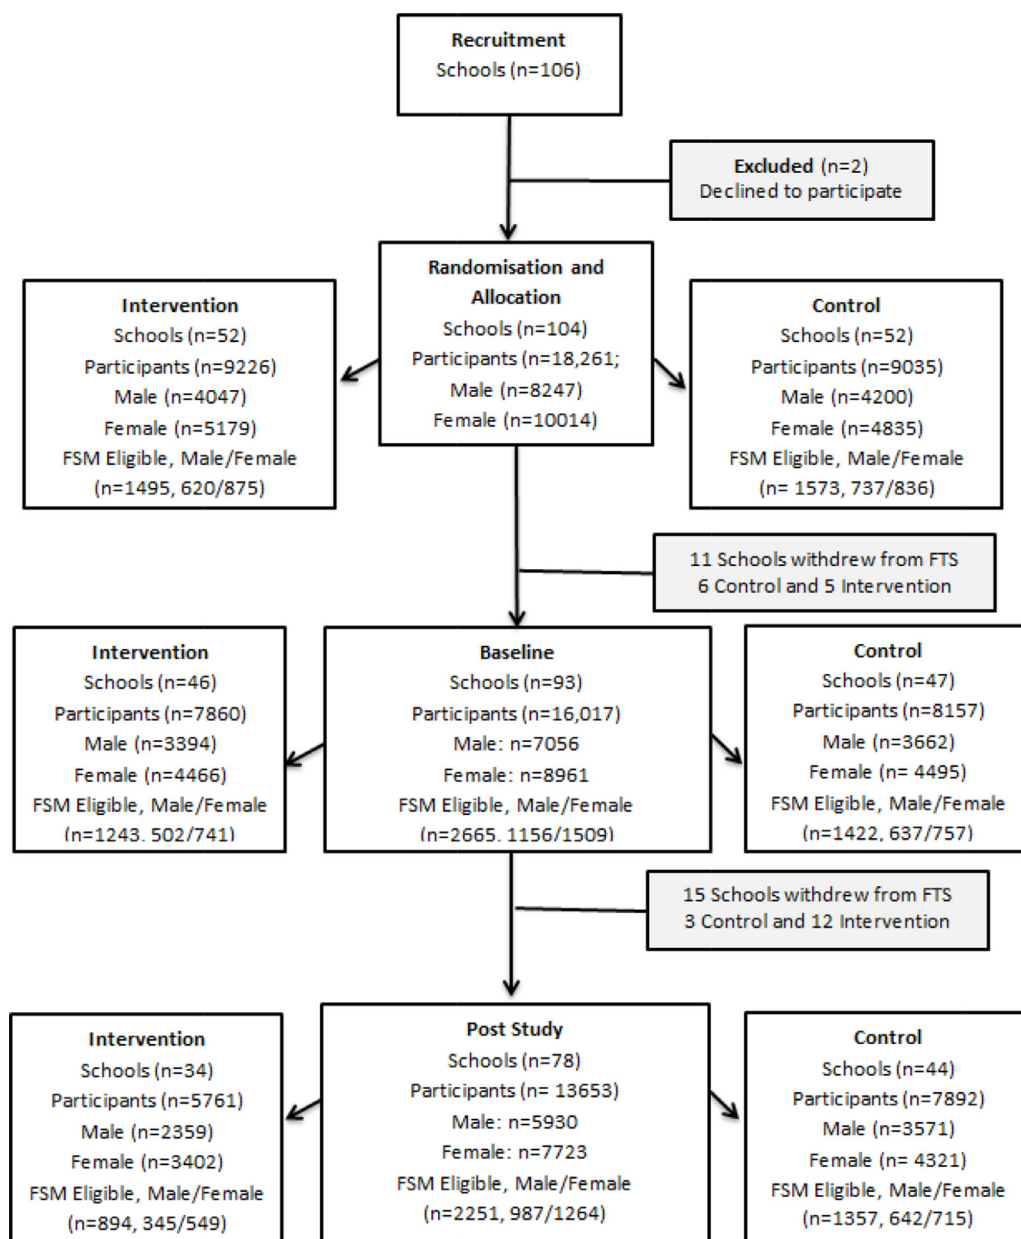 Recruitment
Schools (n=106)
Excluded (n=2)
Declined to participate
Randomisation and
Allocation
Schools (n=104)
Participants (n=18,261;
Male (n=8247)
Female (n=10014)
Intervention
Schools (n=52)
Participants (n=9226)
Male (n=4047)
Female (n=5179)
FSM Eligible, Male/Female
(n=1495, 620/875)
Control
Schools (n=52)
Participants (n=9035)
Male (n=4200)
Female (n=4835)
FSM Eligible, Male/Female
(n= 1573, 737/836)
11 Schools withdrew from FTS
6 Control and 5 Intervention
Intervention
Schools (n=46)
Participants (n=7860)
Male (n=3394)
Female (n=4466)
FSM Eligible, Male/Female
(n=1243, 502/741)
Baseline
Schools (n=93)
Participants (n=16,017)
Male: n=7056
Female: n=8961
FSM Eligible, Male/Female
(n=2665, 1156/1509)
Control
Schools (n=47)
Participants (n=8157)
Male (n=3662)
Female (n= 4495)
FSM Eligible, Male/Female
(n=1422, 637/757)
15 Schools withdrew from FTS
3 Control and 12 Intervention
Intervention
Schools (n=34)
Participants (n=5761)
Male (n=2359)
Female (n=3402)
FSM Eligible, Male/Female
(n=894, 345/549)
Post Study
Schools (n=78)
Participants (n= 13653)
Male: n=5930
Female: n=7723
FSM Eligible, Male/Female
(n=2251, 987/1264)
Control
Schools (n=44)
Participants (n=7892)
Male (n=3571)
Female (n= 4321)
FSM Eligible, Male/Female
(n=1357, 642/715)